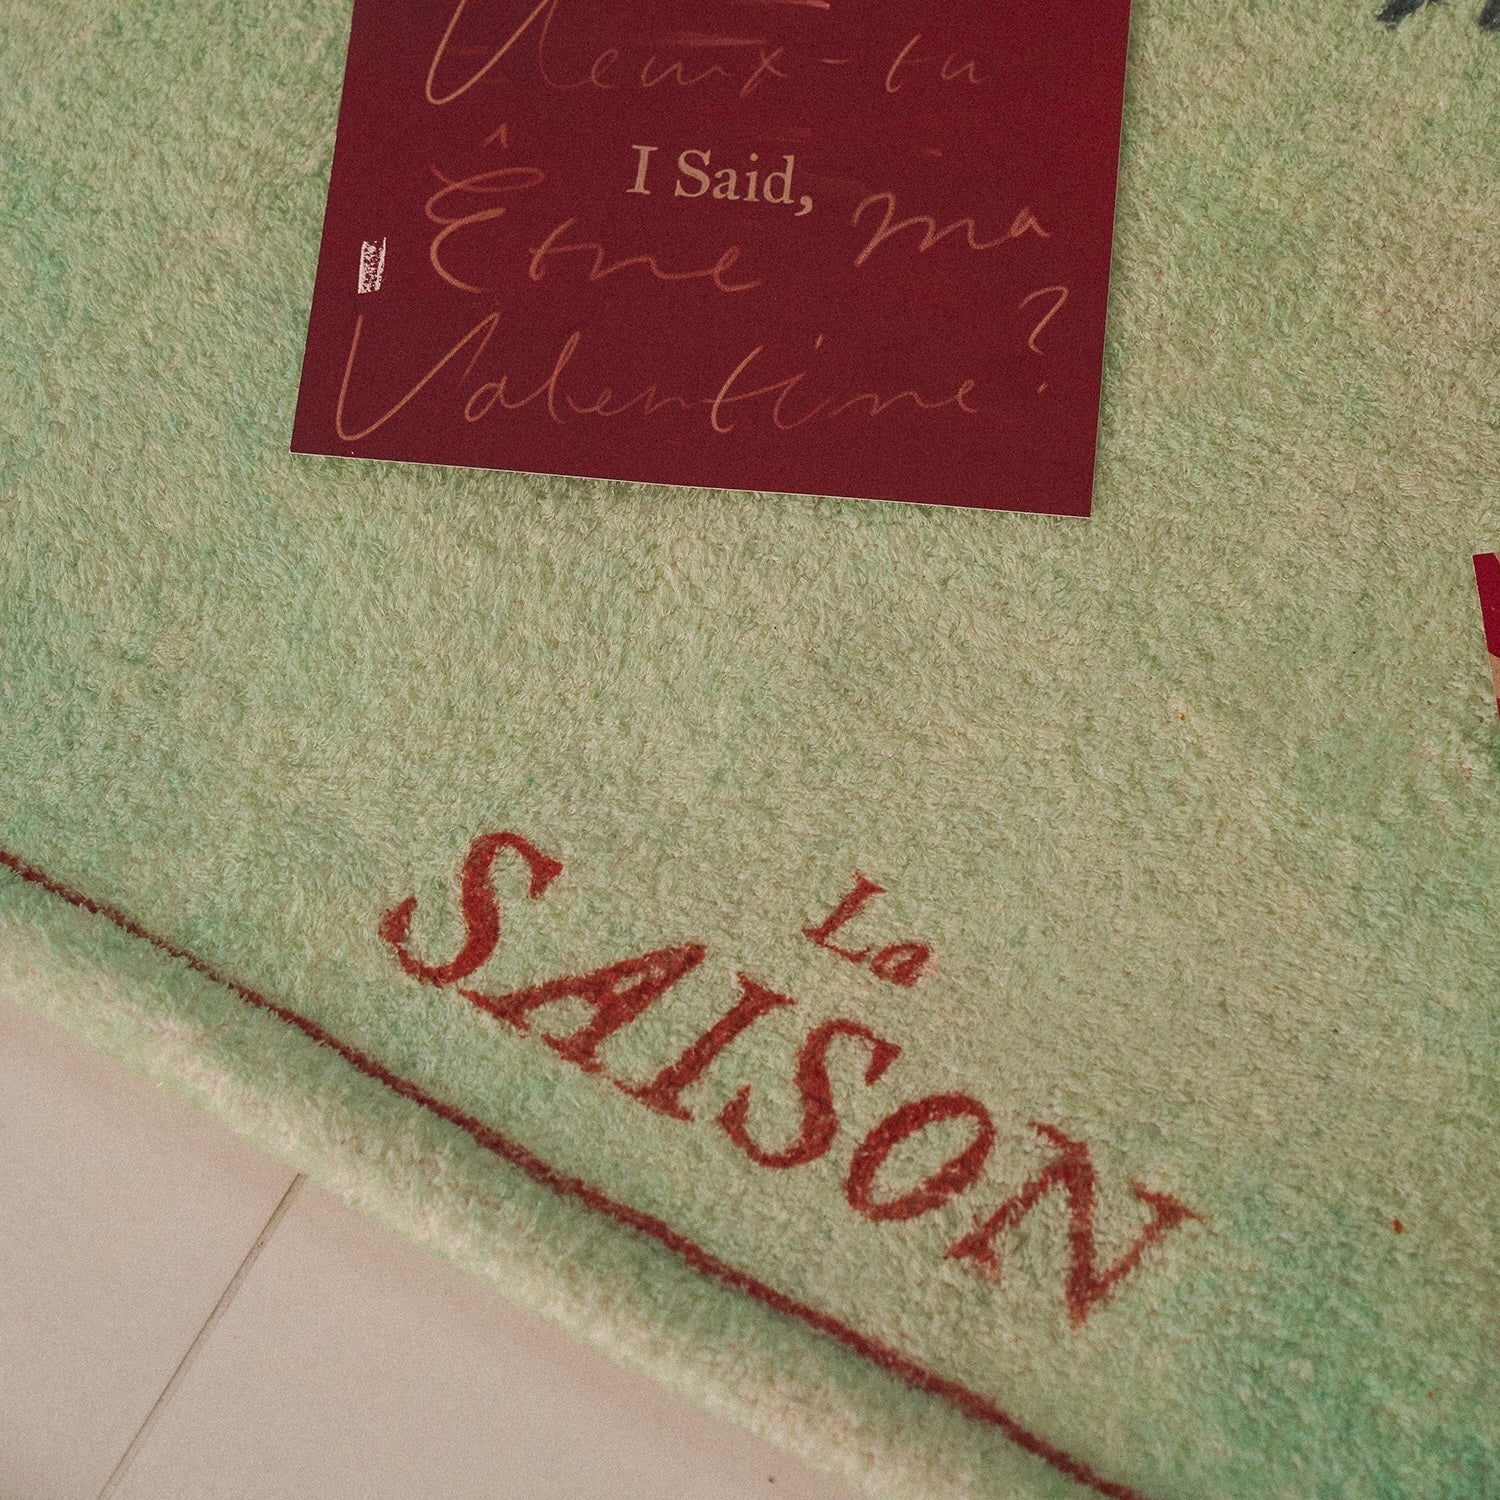 Veux-tu
I Said,
Être ma
Valentine?
La
SAISON